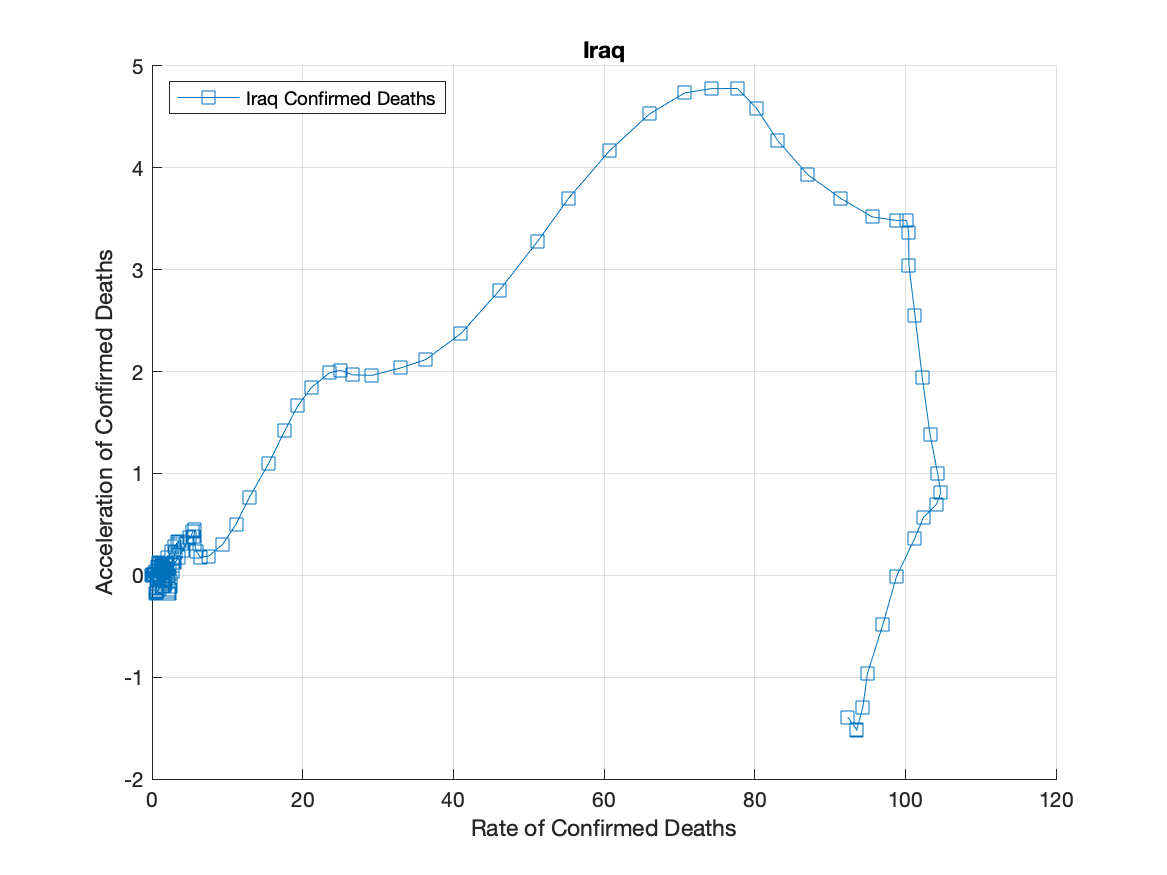 Iraq
Iraq Confirmed Deaths
5
4
3
2
1
0
-1
-2
Acceleration of Confirmed Deaths
0 20 40 60 80 100 120
Rate of Confirmed Deaths